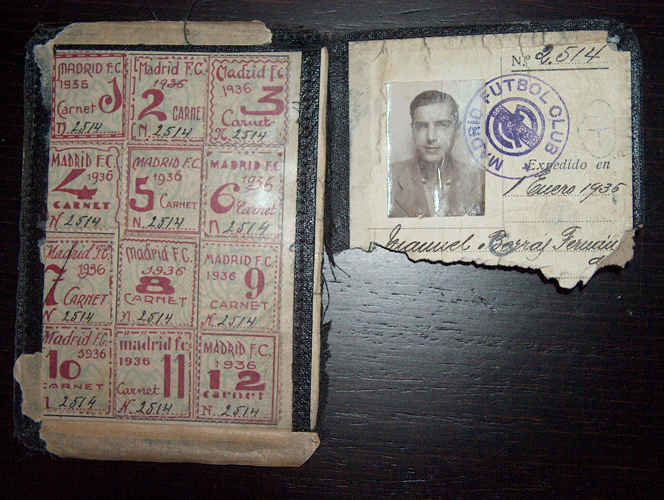 MADRID F.C.
1936
Carnet 1
N. 2514
Madrid F.C.
1936
2 CARNET
N. 2514
Madrid F.C.
1936
3
Carnet
N. 2514
MADRID F.C.
4 1936
CARNET
N. 2514
MADRID F.C.
1936
5 CARNET
N. 2514
MADRID F.C.
1936
6 Carnet
N. 2514
Madrid F.C.
1936
7 CARNET
N. 2514
madrid F.C.
1936
8
CARNET
N. 2514
MADRID F.C.
1936 9
CARNET
N. 2514
Madrid F.C.
1936
10
CARNET
N. 2514
madrid F.C.
1936
Carnet 11
N. 2514
MADRID F.C.
1936
12
carnet
N. 2514
N.º 2.514
MADRID FUTBOL CLUB
Expedido en
1 Enero 1936
Manuel Borrás